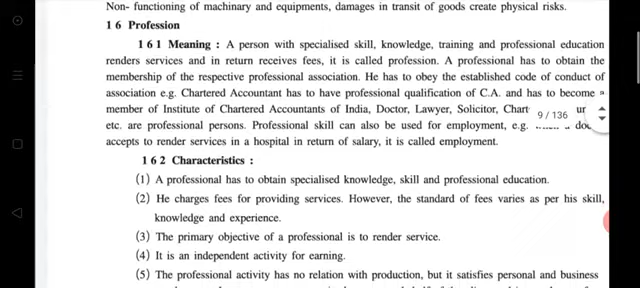 Non- functioning of machinary and equipments, damages in transit of goods create physical risks.
1 6 Profession
1 6 1 Meaning : A person with specialised skill, knowledge, training and professional education
renders services and in return receives fees, it is called profession. A professional has to obtain the
membership of the respective professional association. He has to obey the established code of conduct of
association e.g. Chartered Accountant has to have professional qualification of C.A. and has to become a
member of Institute of Chartered Accountants of India, Doctor, Lawyer, Solicitor,
9 / 136
etc. are professional persons. Professional skill can also be used for employment, e.g.
accepts to render services in a hospital in return of salary, it is called employment.
1 6 2 Characteristics :
(1) A professional has to obtain specialised knowledge, skill and professional education.
(2) He charges fees for providing services. However, the standard of fees varies as per his skill,
knowledge and experience.
(3) The primary objective of a professional is to render service.
(4) It is an independent activity for earning.
(5) The professional activity has no relation with production, but it satisfies personal and business